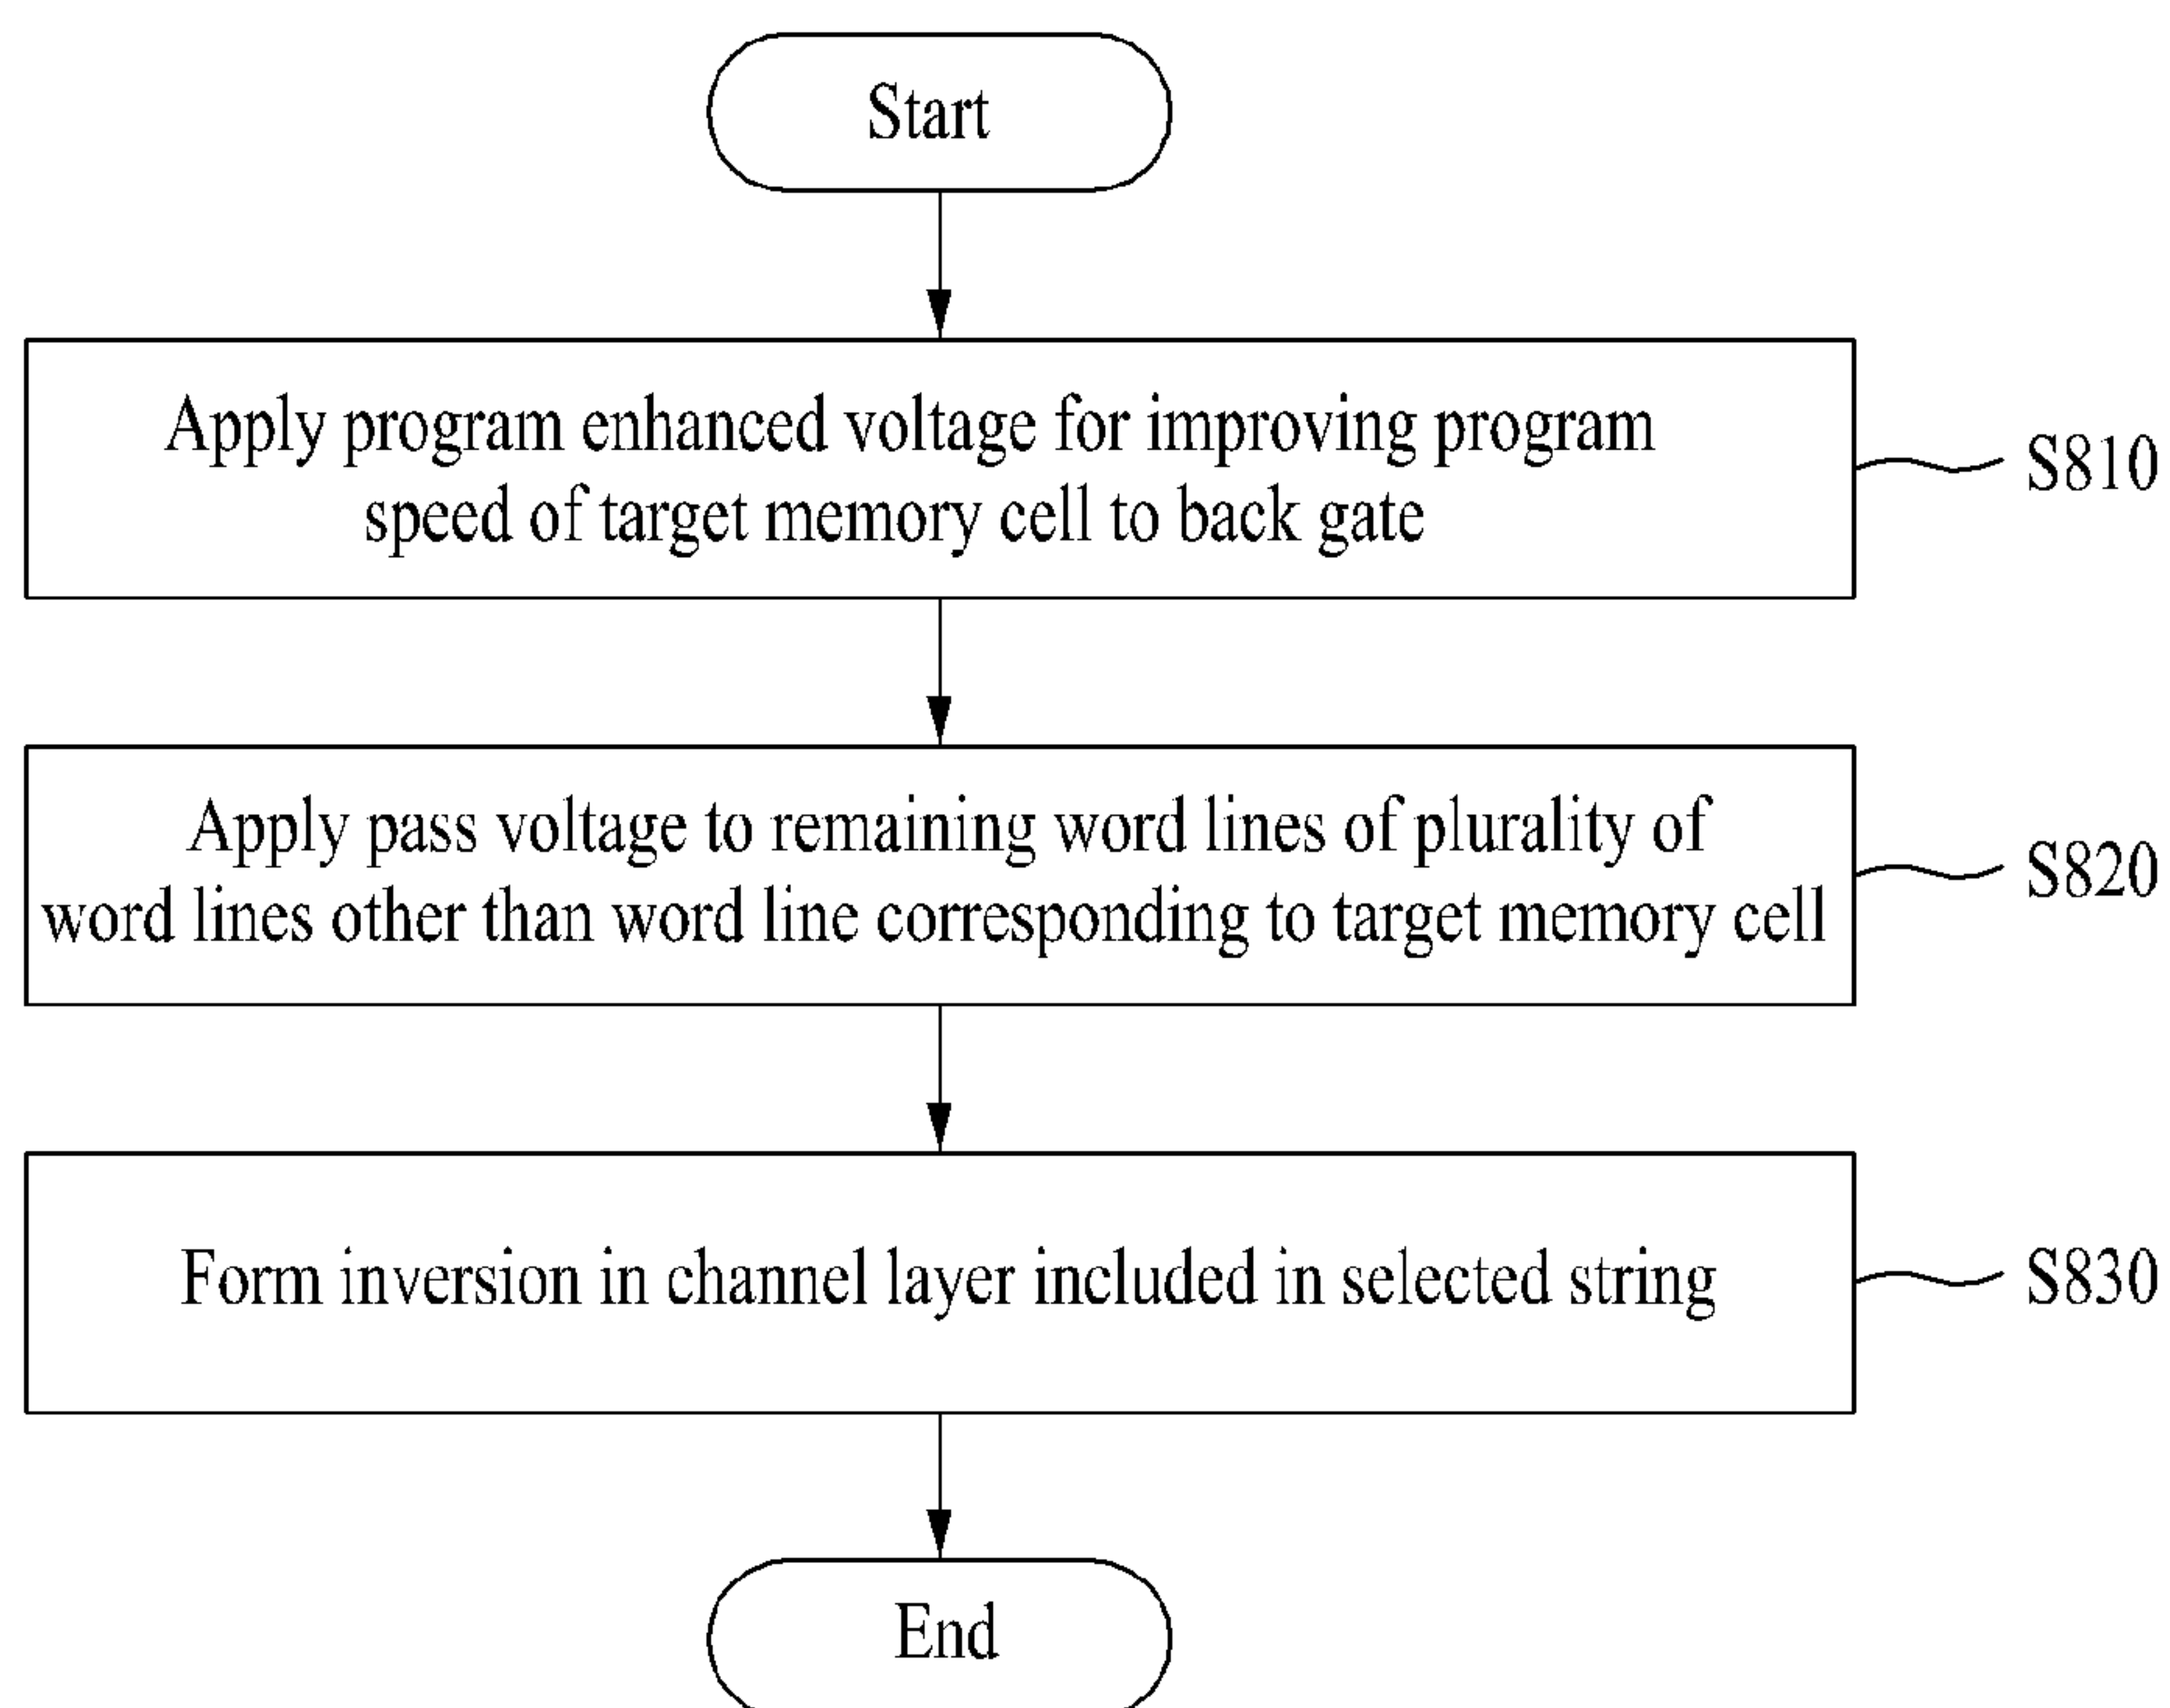 Start
Apply program enhanced voltage for improving program
speed of target memory cell to back gate
S810
Apply pass voltage to remaining word lines of plurality of
word lines other than word line corresponding to target memory cell
S820
Form inversion in channel layer included in selected string
S830
End